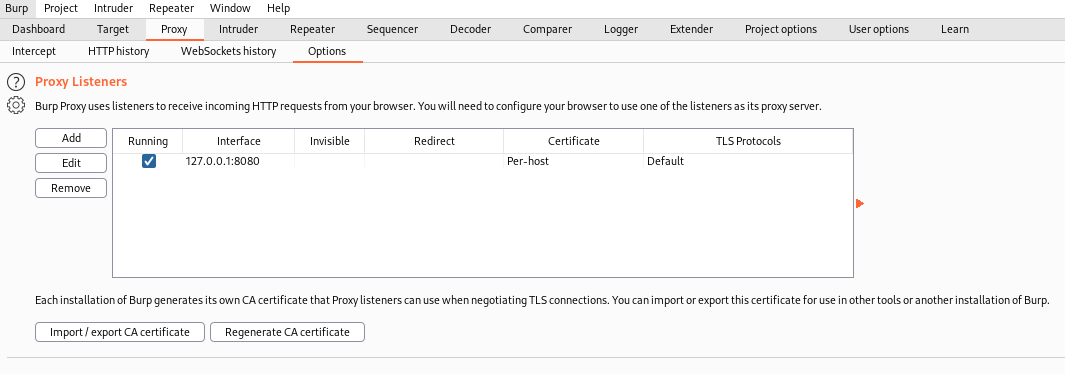 Burp Project Intruder Repeater Window Help
Dashboard Target Proxy Intruder Repeater Sequencer Decoder Comparer Logger Extender Project options User options Learn
Intercept HTTP history WebSockets history Options
? Proxy Listeners
Burp Proxy uses listeners to receive incoming HTTP requests from your browser. You will need to configure your browser to use one of the listeners as its proxy server.
Add
Edit
Remove
Running Interface Invisible Redirect Certificate TLS Protocols
127.0.0.1:8080 Per-host Default
Each installation of Burp generates its own CA certificate that Proxy listeners can use when negotiating TLS connections. You can import or export this certificate for use in other tools or another installation of Burp.
Import / export CA certificate Regenerate CA certificate